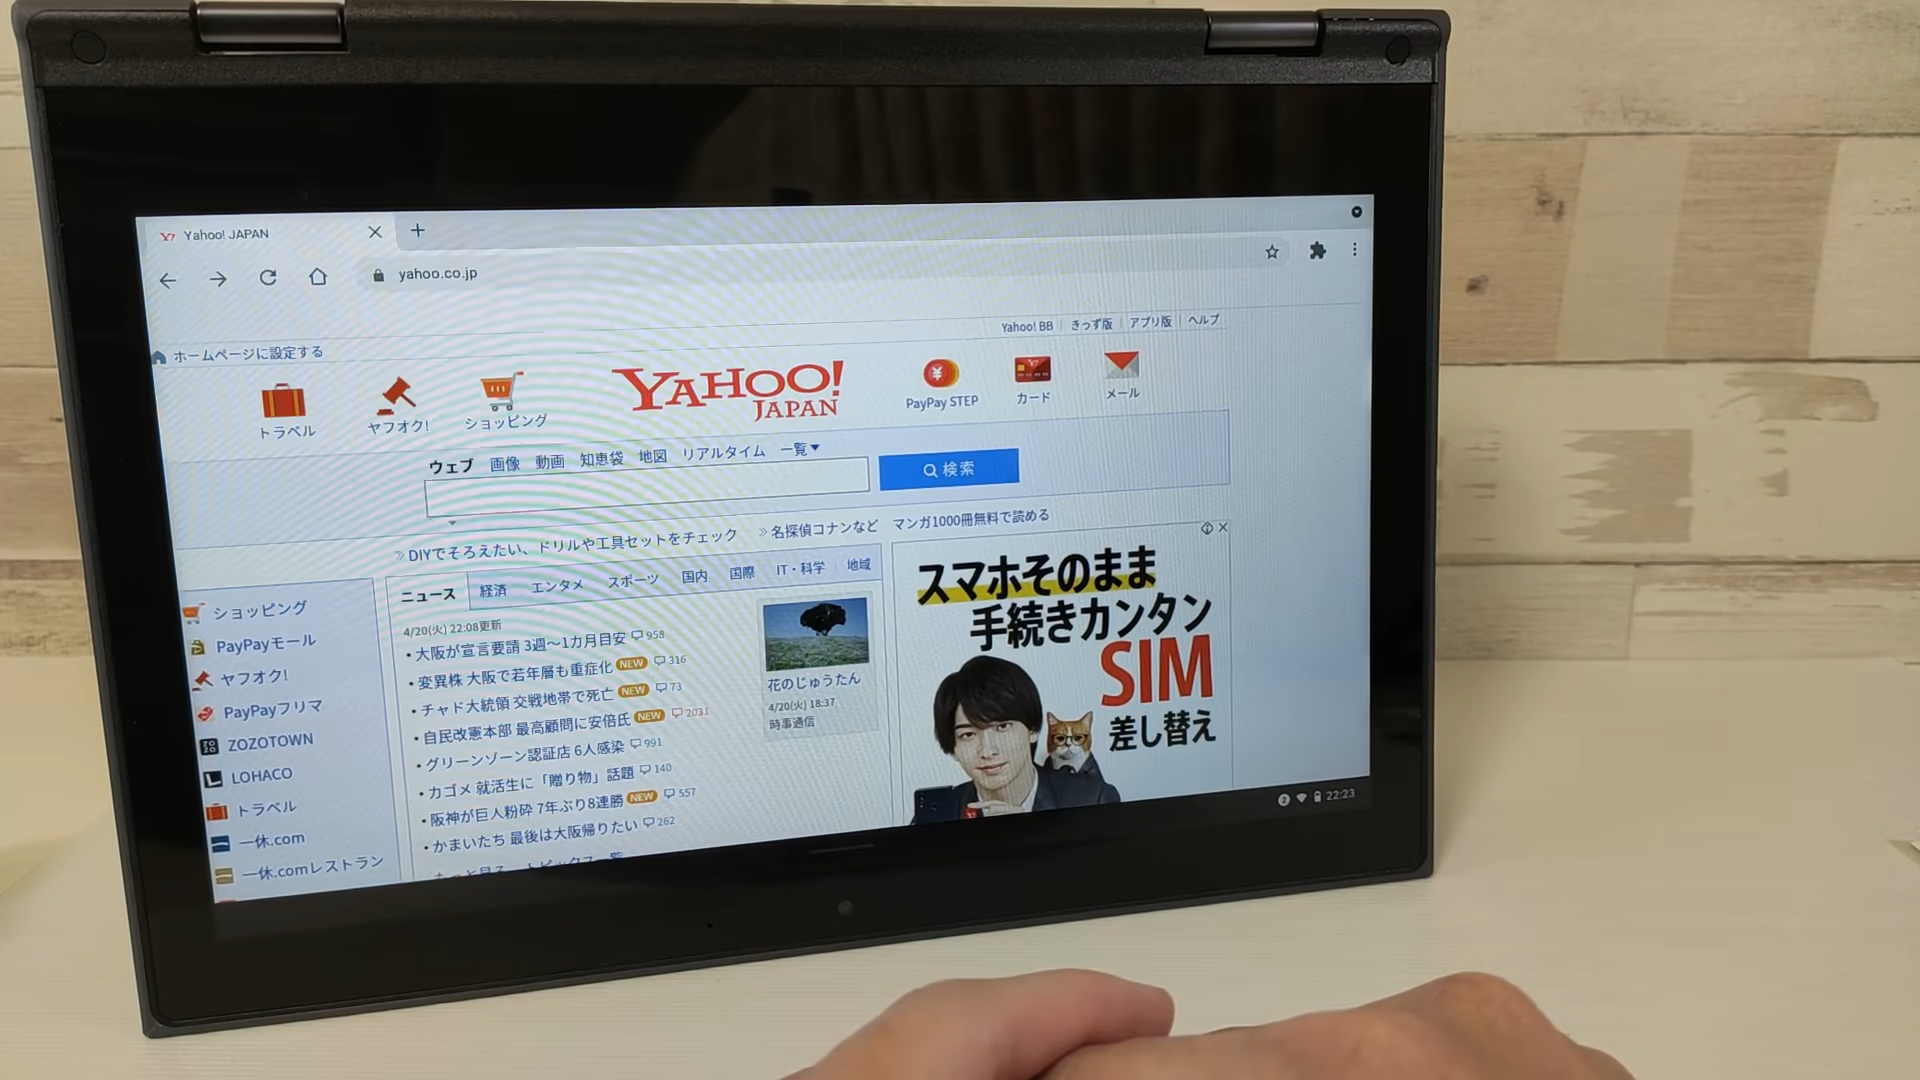 Yahoo! JAPAN
yahoo.co.jp
Yahoo! BB きっず版 アプリ版 ヘルプ
ホームページに設定する
トラベル ヤフオク! ショッピング YAHOO! JAPAN PayPay STEP カード メール
ウェブ 画像 動画 知恵袋 地図 リアルタイム 一覧▼
検索
DIYでそろえたい、ドリルや工具セットをチェック
名探偵コナンなど マンガ1000冊無料で読める
ショッピング
PayPayモール
ヤフオク!
PayPayフリマ
ZOZOTOWN
LOHACO
トラベル
一休.com
一休.comレストラン
ニュース 経済 エンタメ スポーツ 国内 国際 IT・科学 地域
4/20(火) 22:08更新
・大阪が宣言要請 3週〜1カ月目安 958
・変異株 大阪で若年層も重症化 NEW 316
・チャド大統領 交戦地帯で死亡 NEW 73
・自民改憲本部 最高顧問に安倍氏 NEW 2031
・グリーンゾーン認証店 6人感染 991
・カゴメ 就活生に「贈り物」話題 140
・阪神が巨人粉砕 7年ぶり8連勝 NEW 557
・かまいたち 最後は大阪帰りたい 262
花のじゅうたん
4/20(火) 18:37
時事通信
スマホそのまま
手続きカンタン
SIM
差し替え
22:23